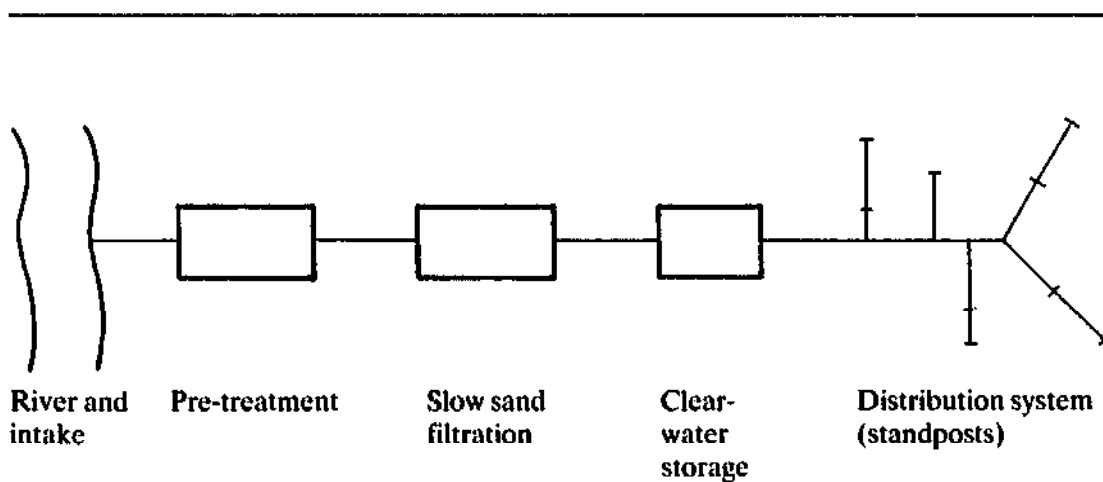 River and
intake
Pre-treatment
Slow sand
filtration
Clear-
water
storage
Distribution system
(standposts)